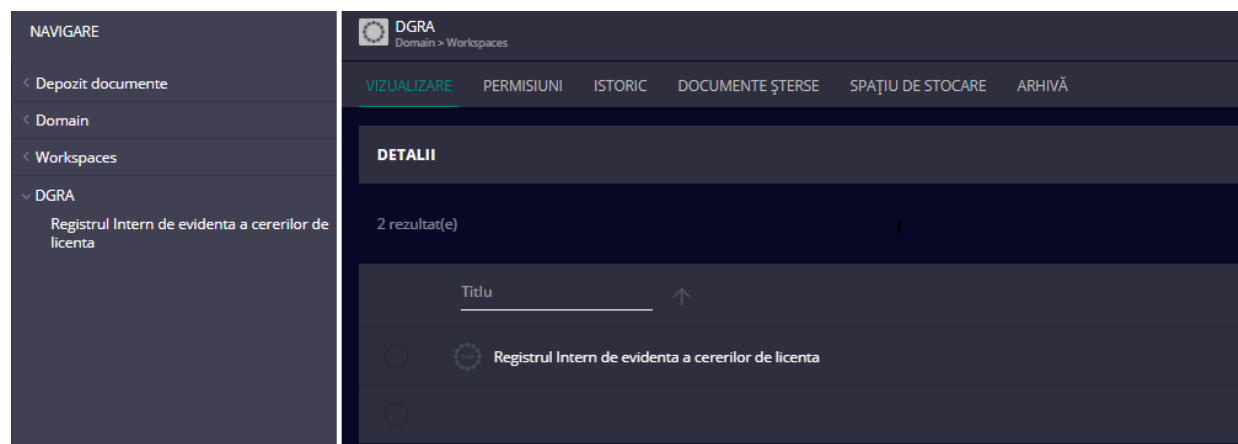 NAVIGARE
Depozit documente
Domain
Workspaces
DGRA
Registrul Intern de evidenta a cererilor de
licenta
DGRA
Domain > Workspaces
VIZUALIZARE PERMISIUNI ISTORIC DOCUMENTE ŞTERSE SPAŢIU DE STOCARE ARHIVĂ
DETALII
2 rezultat(e)
Titlu
Registrul Intern de evidenta a cererilor de licenta